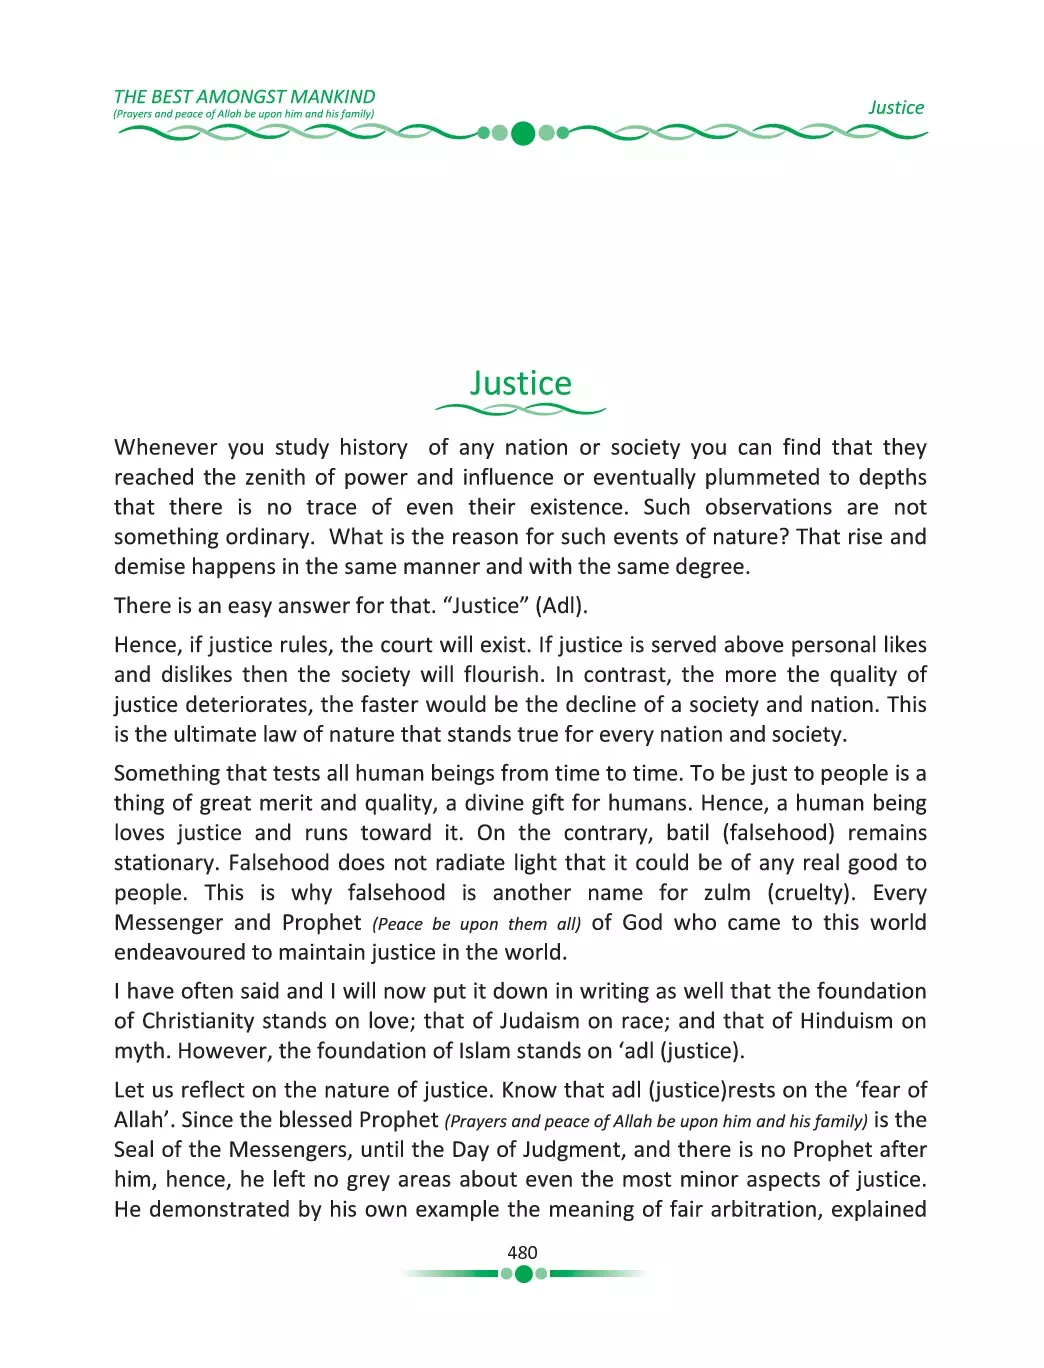 THE BEST AMONGST MANKIND
(Prayers and peace of Allah be upon him and his family)
Justice
Justice
Whenever you study history of any nation or society you can find that they
reached the zenith of power and influence or eventually plummeted to depths
that there is no trace of even their existence. Such observations are not
something ordinary. What is the reason for such events of nature? That rise and
demise happens in the same manner and with the same degree.
There is an easy answer for that. “Justice” (Adl).
Hence, if justice rules, the court will exist. If justice is served above personal likes
and dislikes then the society will flourish. In contrast, the more the quality of
justice deteriorates, the faster would be the decline of a society and nation. This
is the ultimate law of nature that stands true for every nation and society.
Something that tests all human beings from time to time. To be just to people is a
thing of great merit and quality, a divine gift for humans. Hence, a human being
loves justice and runs toward it. On the contrary, batil (falsehood) remains
stationary. Falsehood does not radiate light that it could be of any real good to
people. This is why falsehood is another name for zulm (cruelty). Every
Messenger and Prophet (Peace be upon them all) of God who came to this world
endeavoured to maintain justice in the world.
I have often said and I will now put it down in writing as well that the foundation
of Christianity stands on love; that of Judaism on race; and that of Hinduism on
myth. However, the foundation of Islam stands on ‘adl (justice).
Let us reflect on the nature of justice. Know that adl (justice)rests on the ‘fear of
Allah’. Since the blessed Prophet (Prayers and peace of Allah be upon him and his family) is the
Seal of the Messengers, until the Day of Judgment, and there is no Prophet after
him, hence, he left no grey areas about even the most minor aspects of justice.
He demonstrated by his own example the meaning of fair arbitration, explained
480